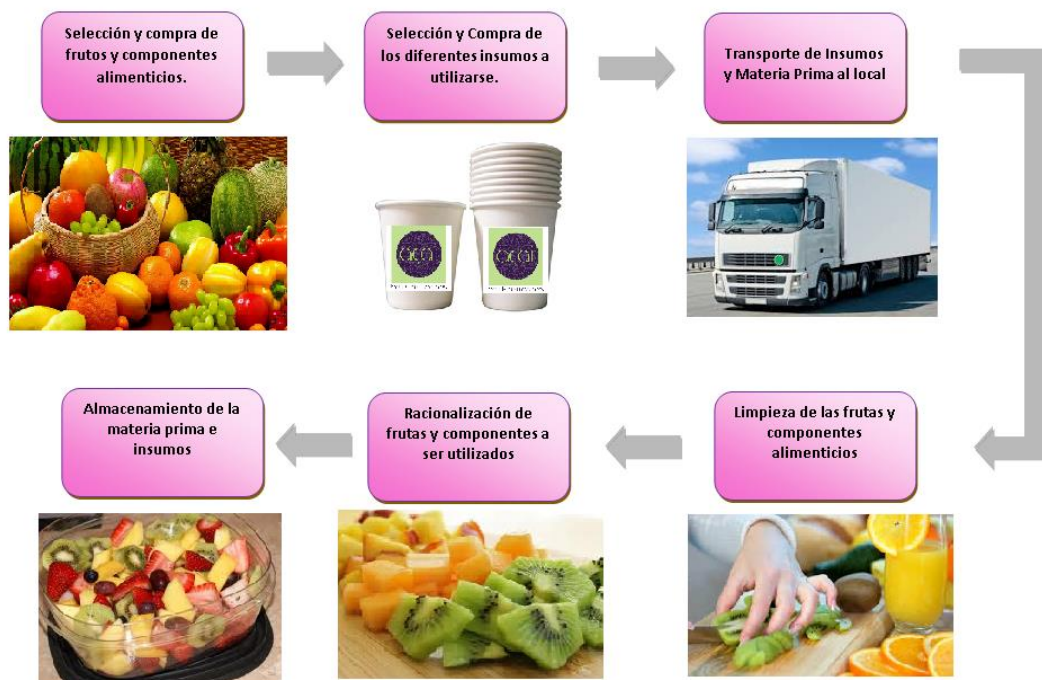 Selección y compra de
frutos y componentes
alimenticios.
Selección y Compra de
los diferentes insumos a
utilizarse.
Transporte de Insumos
y Materia Prima al local
Limpieza de las frutas y
componentes
alimenticios
Racionalización de
frutas y componentes a
ser utilizados
Almacenamiento de la
materia prima e
insumos